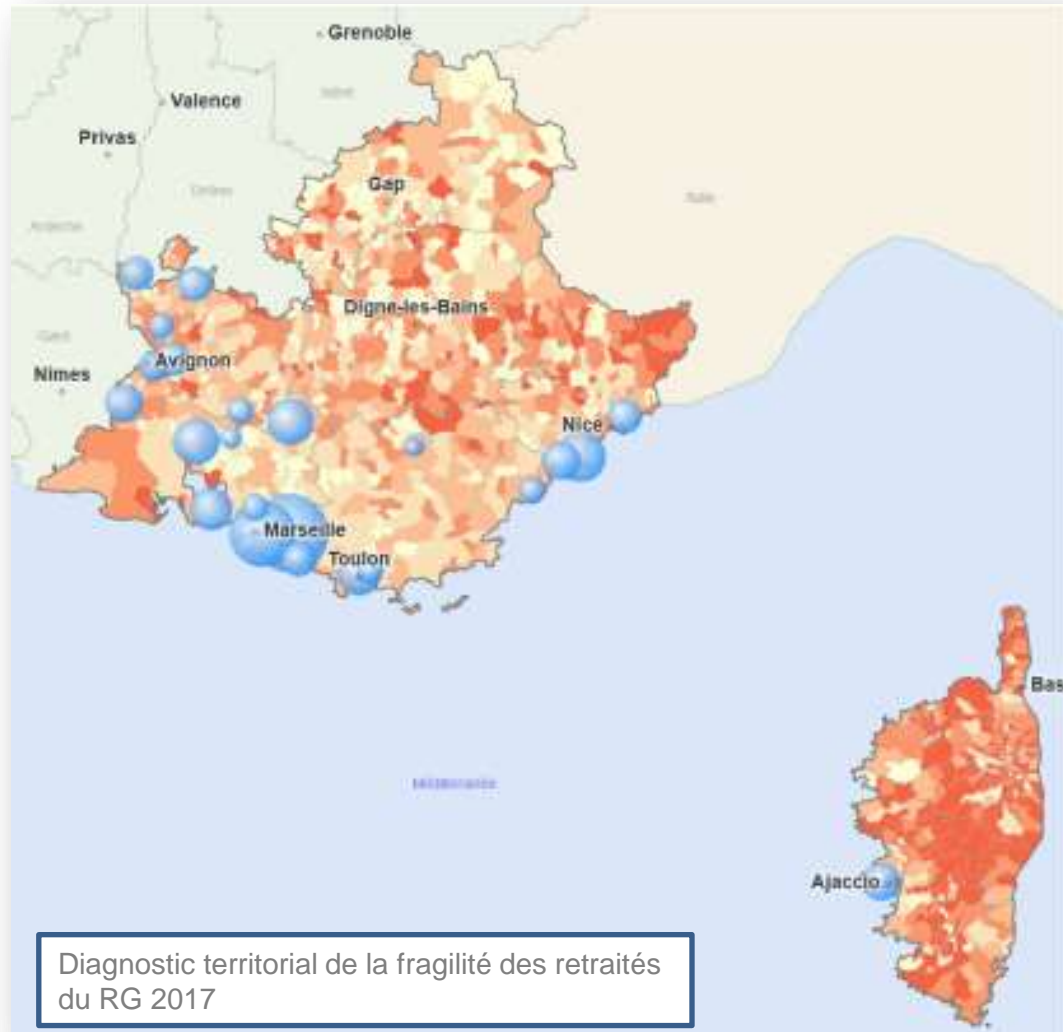 Grenoble
Valence
Privas
Gap
Digne-les-Bains
Avignon
Nimes
Nice
Marseille
Toulon
Bas
Ajaccio
Diagnostic territorial de la fragilité des retraités
du RG 2017